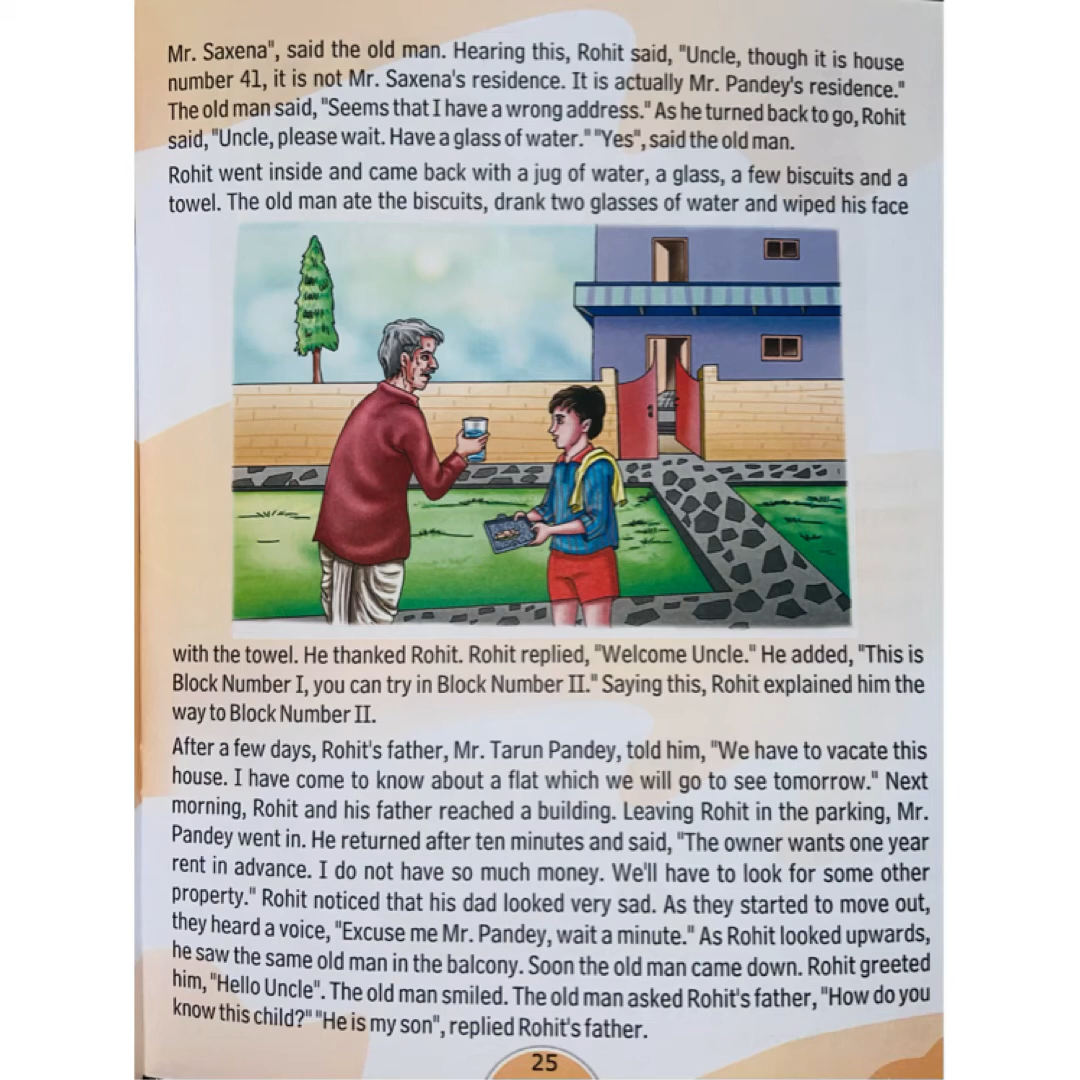 Mr. Saxena", said the old man. Hearing this, Rohit said, "Uncle, though it is house
number 41, it is not Mr. Saxena's residence. It is actually Mr. Pandey's residence."
The old man said, "Seems that I have a wrong address." As he turned back to go, Rohit
said, "Uncle, please wait. Have a glass of water." "Yes", said the old man.
Rohit went inside and came back with a jug of water, a glass, a few biscuits and a
towel. The old man ate the biscuits, drank two glasses of water and wiped his face
with the towel. He thanked Rohit. Rohit replied, "Welcome Uncle." He added, "This is
Block Number I, you can try in Block Number II." Saying this, Rohit explained him the
way to Block Number II.
After a few days, Rohit's father, Mr. Tarun Pandey, told him, "We have to vacate this
house. I have come to know about a flat which we will go to see tomorrow." Next
morning, Rohit and his father reached a building. Leaving Rohit in the parking, Mr.
Pandey went in. He returned after ten minutes and said, "The owner wants one year
rent in advance. I do not have so much money. We'll have to look for some other
property." Rohit noticed that his dad looked very sad. As they started to move out,
they heard a voice, "Excuse me Mr. Pandey, wait a minute." As Rohit looked upwards,
he saw the same old man in the balcony. Soon the old man came down. Rohit greeted
him, "Hello Uncle". The old man smiled. The old man asked Rohit's father, "How do you
know this child?" "He is my son", replied Rohit's father.
25